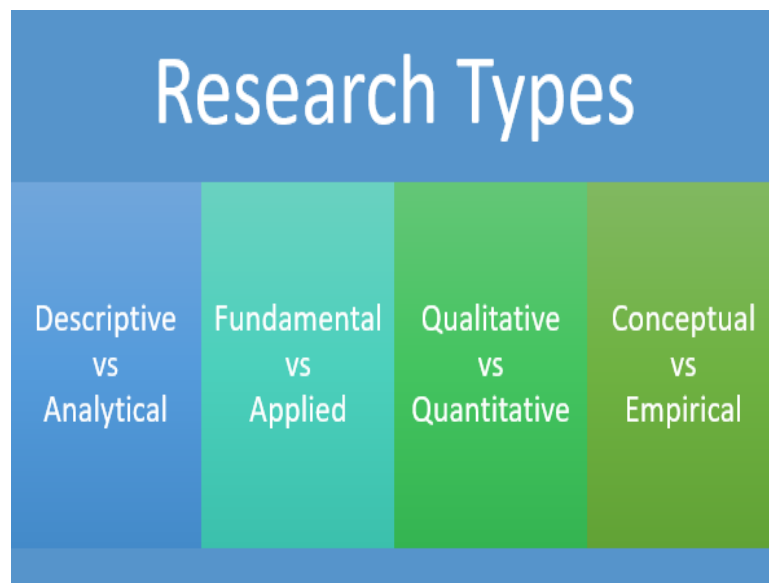 Research Types
Descriptive
vs
Analytical
Fundamental
vs
Applied
Qualitative
vs
Quantitative
Conceptual
vs
Empirical